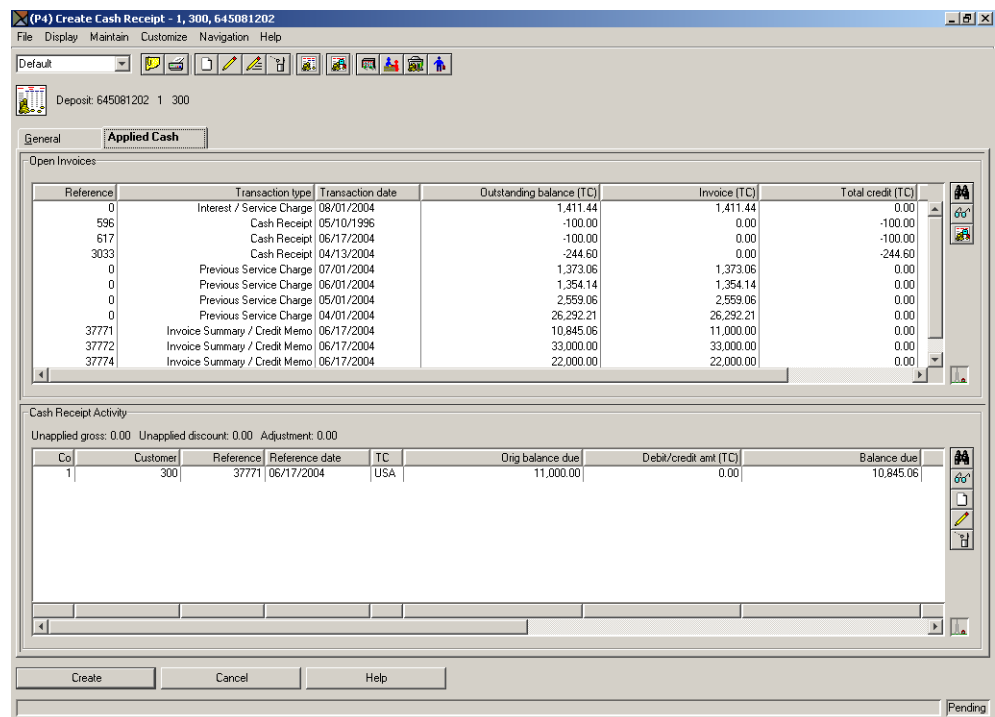 (P4) Create Cash Receipt - 1, 300, 645081202
File Display Maintain Customize Navigation Help
Default
Deposit: 645081202 1 300
General Applied Cash
Open Invoices
Reference Transaction type Transaction date Outstanding balance (TC) Invoice (TC) Total credit (TC)
0 Interest / Service Charge 08/01/2004 1,411.44 1,411.44 0.00
596 Cash Receipt 05/10/1996 -100.00 0.00 -100.00
617 Cash Receipt 06/17/2004 -100.00 0.00 -100.00
3033 Cash Receipt 04/13/2004 -244.60 0.00 -244.60
0 Previous Service Charge 07/01/2004 1,373.06 1,373.06 0.00
0 Previous Service Charge 06/01/2004 1,354.14 1,354.14 0.00
0 Previous Service Charge 05/01/2004 2,559.06 2,559.06 0.00
0 Previous Service Charge 04/01/2004 26,292.21 26,292.21 0.00
37771 Invoice Summary / Credit Memo 06/17/2004 10,845.06 11,000.00 0.00
37772 Invoice Summary / Credit Memo 06/17/2004 33,000.00 33,000.00 0.00
37774 Invoice Summary / Credit Memo 06/17/2004 22,000.00 22,000.00 0.00
Cash Receipt Activity
Unapplied gross: 0.00 Unapplied discount: 0.00 Adjustment: 0.00
Co Customer Reference Reference date TC Orig balance due Debit/credit amt (TC) Balance due
1 300 37771 06/17/2004 USA 11,000.00 0.00 10,845.06
Create Cancel Help
Pending